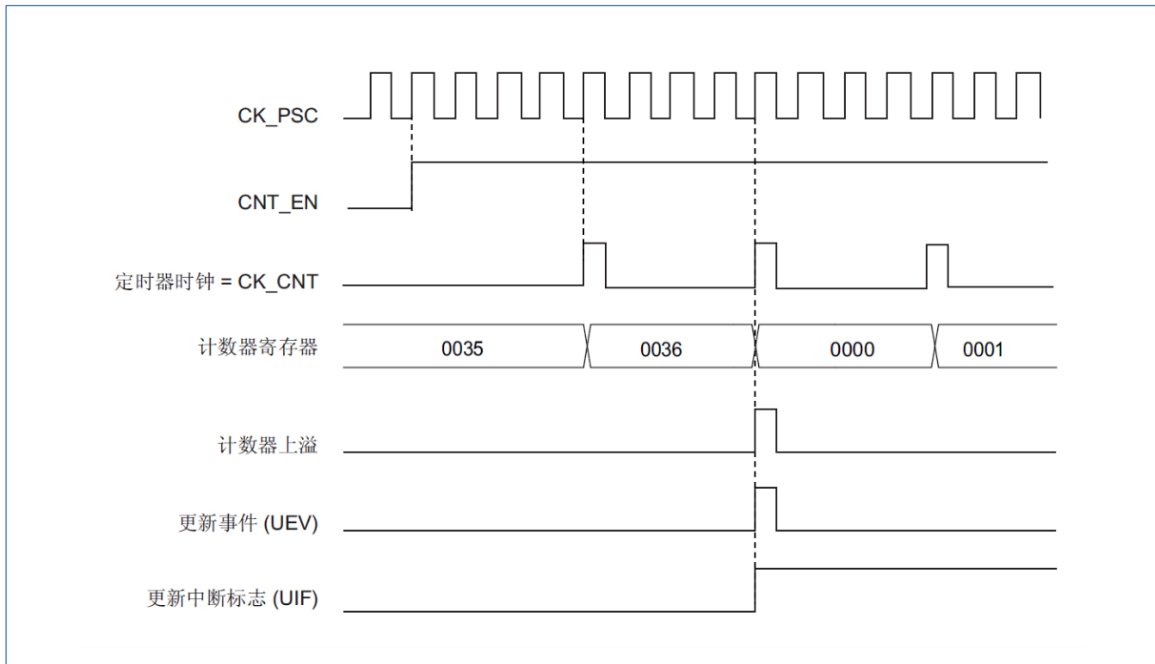 CK_PSC
CNT_EN
定时器时钟 = CK_CNT
计数器寄存器
0035 0036 0000 0001
计数器上溢
更新事件 (UEV)
更新中断标志 (UIF)